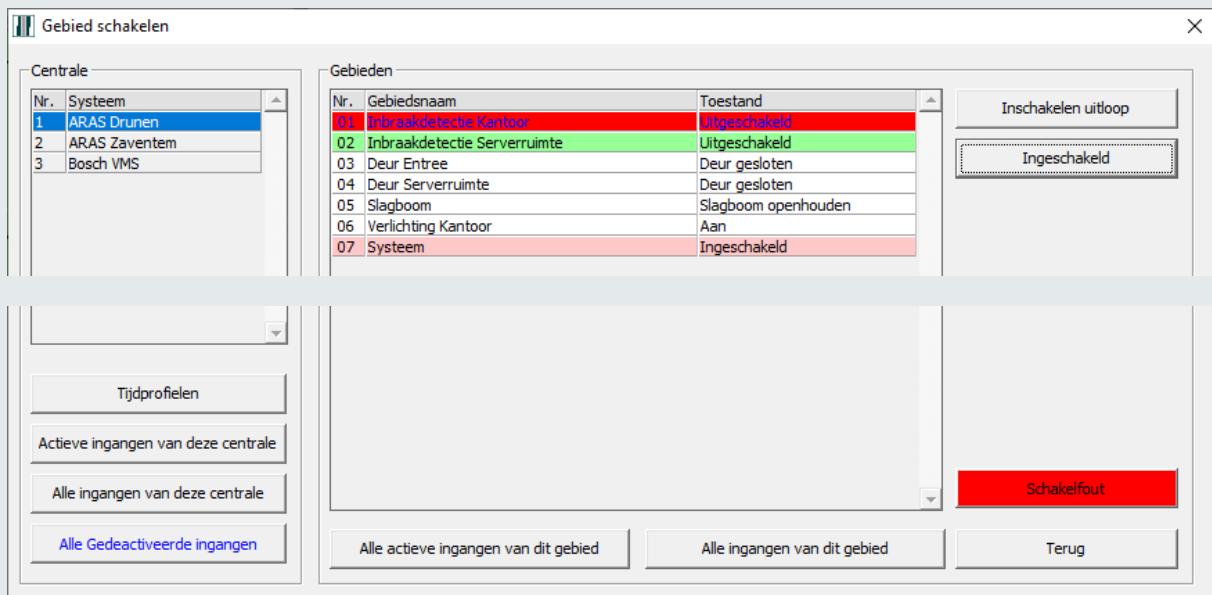 Gebied schakelen
Centrale
Nr. Systeem
1 ARAS Drunen
2 ARAS Zaventem
3 Bosch VMS
Tijdprofielen
Actieve ingangen van deze centrale
Alle ingangen van deze centrale
Alle Gedeactiveerde ingangen
Gebieden
Nr. Gebiedsnaam Toestand
01 Inbraakdetectie Kantoor Uitgeschakeld
02 Inbraakdetectie Serverruimte Uitgeschakeld
03 Deur Entree Deur gesloten
04 Deur Serverruimte Deur gesloten
05 Slagboom Slagboom openhouden
06 Verlichting Kantoor Aan
07 Systeem Ingeschakeld
Alle actieve ingangen van dit gebied
Alle ingangen van dit gebied
Inschakelen uitloop
Ingeschakeld
Schakelfout
Terug